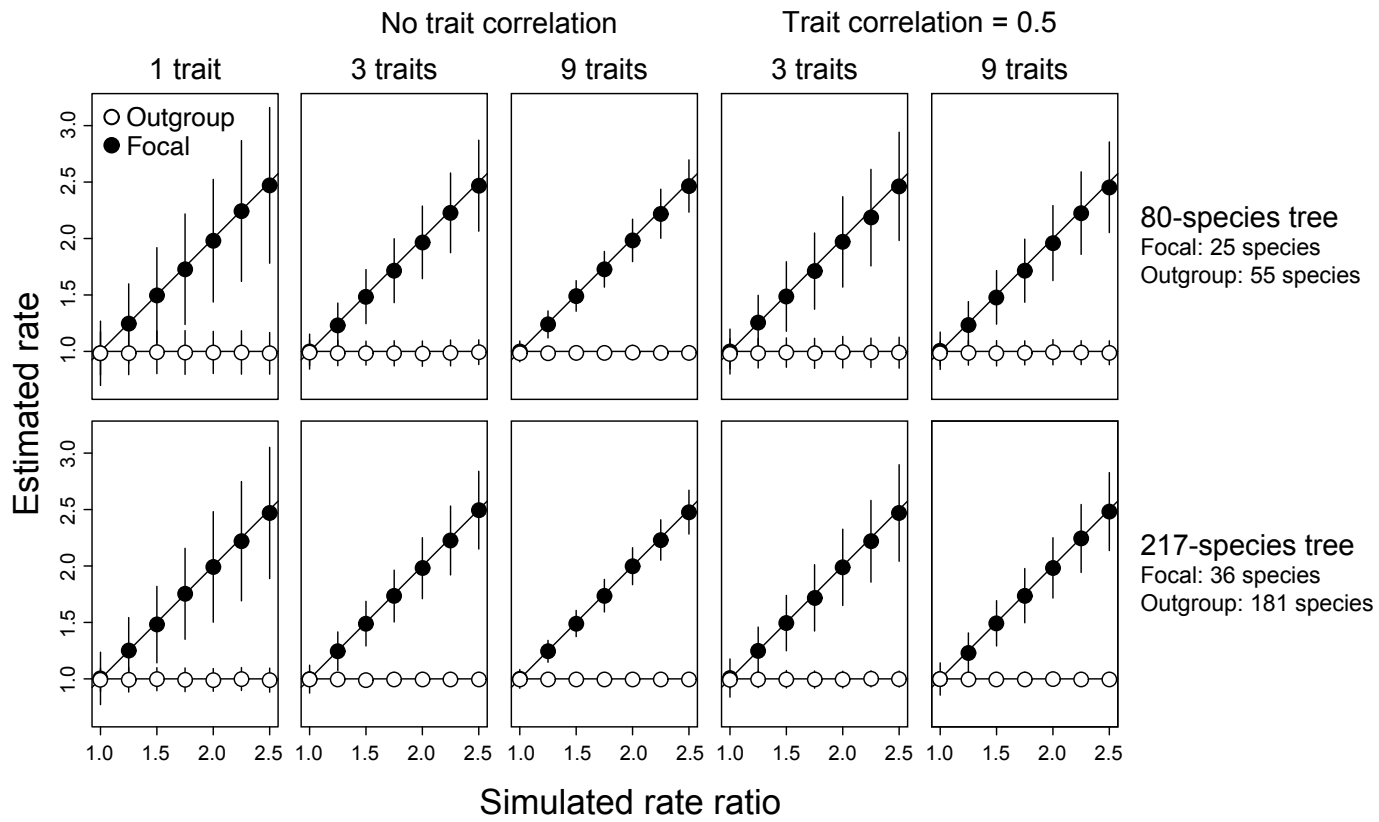 No trait correlation
Trait correlation = 0.5
1 trait
3 traits
9 traits
3 traits
9 traits
Outgroup
Focal
Estimated rate
3.0
2.5
2.0
1.5
1.0
80-species tree
Focal: 25 species
Outgroup: 55 species
3.0
2.5
2.0
1.5
1.0
217-species tree
Focal: 36 species
Outgroup: 181 species
1.0 1.5 2.0 2.5
1.0 1.5 2.0 2.5
1.0 1.5 2.0 2.5
1.0 1.5 2.0 2.5
1.0 1.5 2.0 2.5
Simulated rate ratio